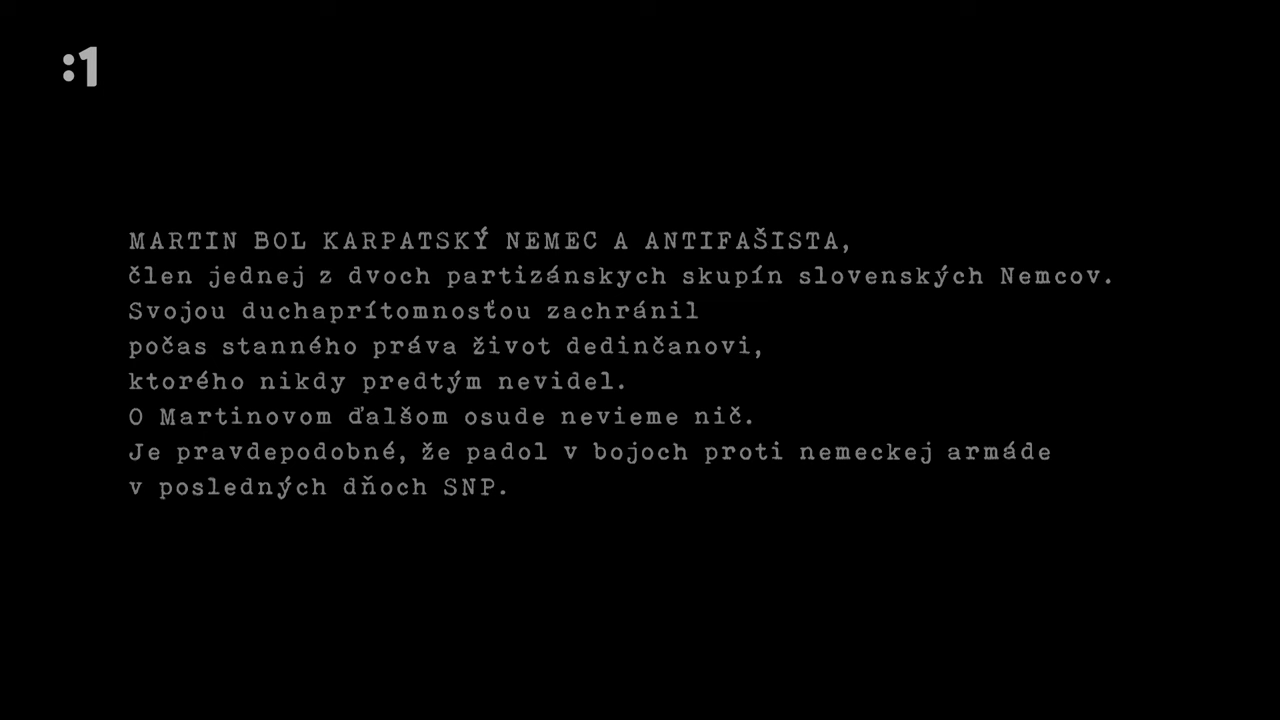 :1
MARTIN BOL KARPATSKÝ NEMEC A ANTIFAŠISTA,
člen jednej z dvoch partizánskych skupín slovenských Nemcov.
Svojou duchaprítomnosťou zachránil
počas stanného práva život dedinčanovi,
ktorého nikdy predtým nevidel.
O Martinovom ďalšom osude nevieme nič.
Je pravdepodobné, že padol v bojoch proti nemeckej armáde
v posledných dňoch SNP.